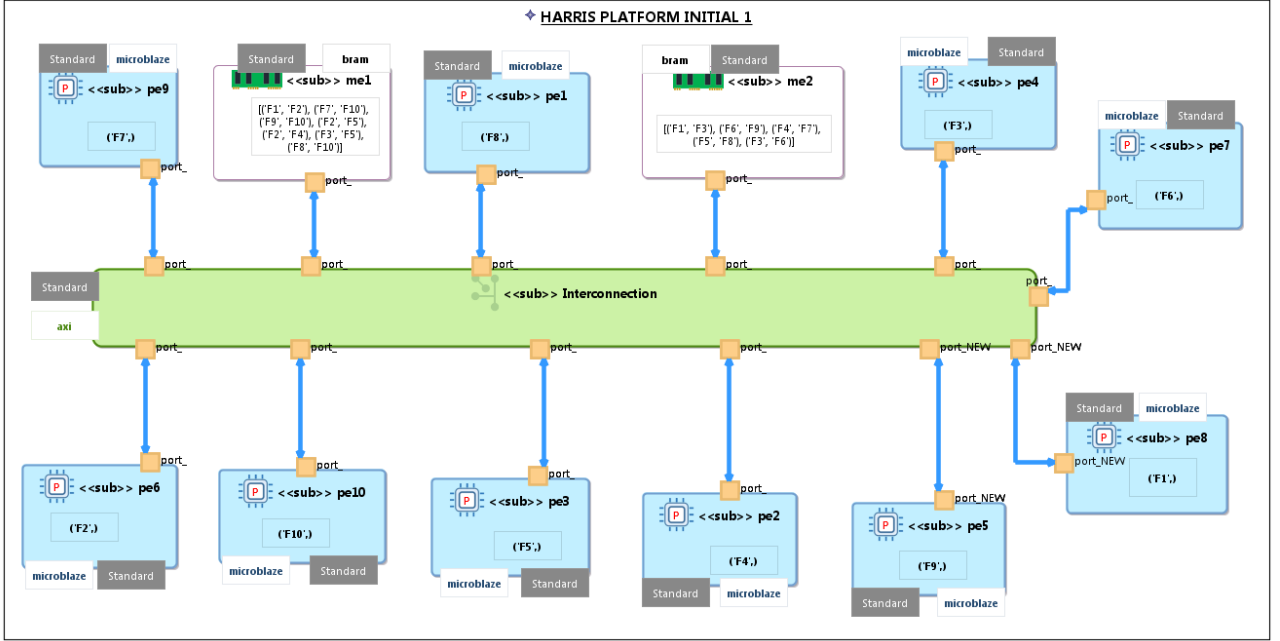 HARRIS PLATFORM INITIAL 1
Standard
microblaze
<<sub>> pe9
('F7',)
port_
Standard
bram
<<sub>> me1
[('F1', 'F2'), ('F7', 'F10'),
('F9', 'F10'), ('F2', 'F5'),
('F2', 'F4'), ('F3', 'F5'),
('F8', 'F10')]
port_
Standard
microblaze
<<sub>> pe1
('F8',)
port_
bram
Standard
<<sub>> me2
[('F1', 'F3'), ('F6', 'F9'), ('F4', 'F7'),
('F5', 'F8'), ('F3', 'F6')]
port_
microblaze
Standard
<<sub>> pe4
('F3',)
port_
microblaze
Standard
<<sub>> pe7
('F6',)
port_
port_
port_
port_
port_
port_
port_
Standard
axi
<<sub>> Interconnection
port_
port_
port_
port_
port_NEW
port_NEW
port_
<<sub>> pe6
('F2',)
microblaze
Standard
port_
<<sub>> pe10
('F10',)
microblaze
Standard
port_
<<sub>> pe3
('F5',)
microblaze
Standard
port_
<<sub>> pe2
('F4',)
Standard
microblaze
port_NEW
<<sub>> pe5
('F9',)
Standard
microblaze
Standard
microblaze
<<sub>> pe8
port_NEW
('F1',)
P
P
P
P
P
P
P
P
P
P